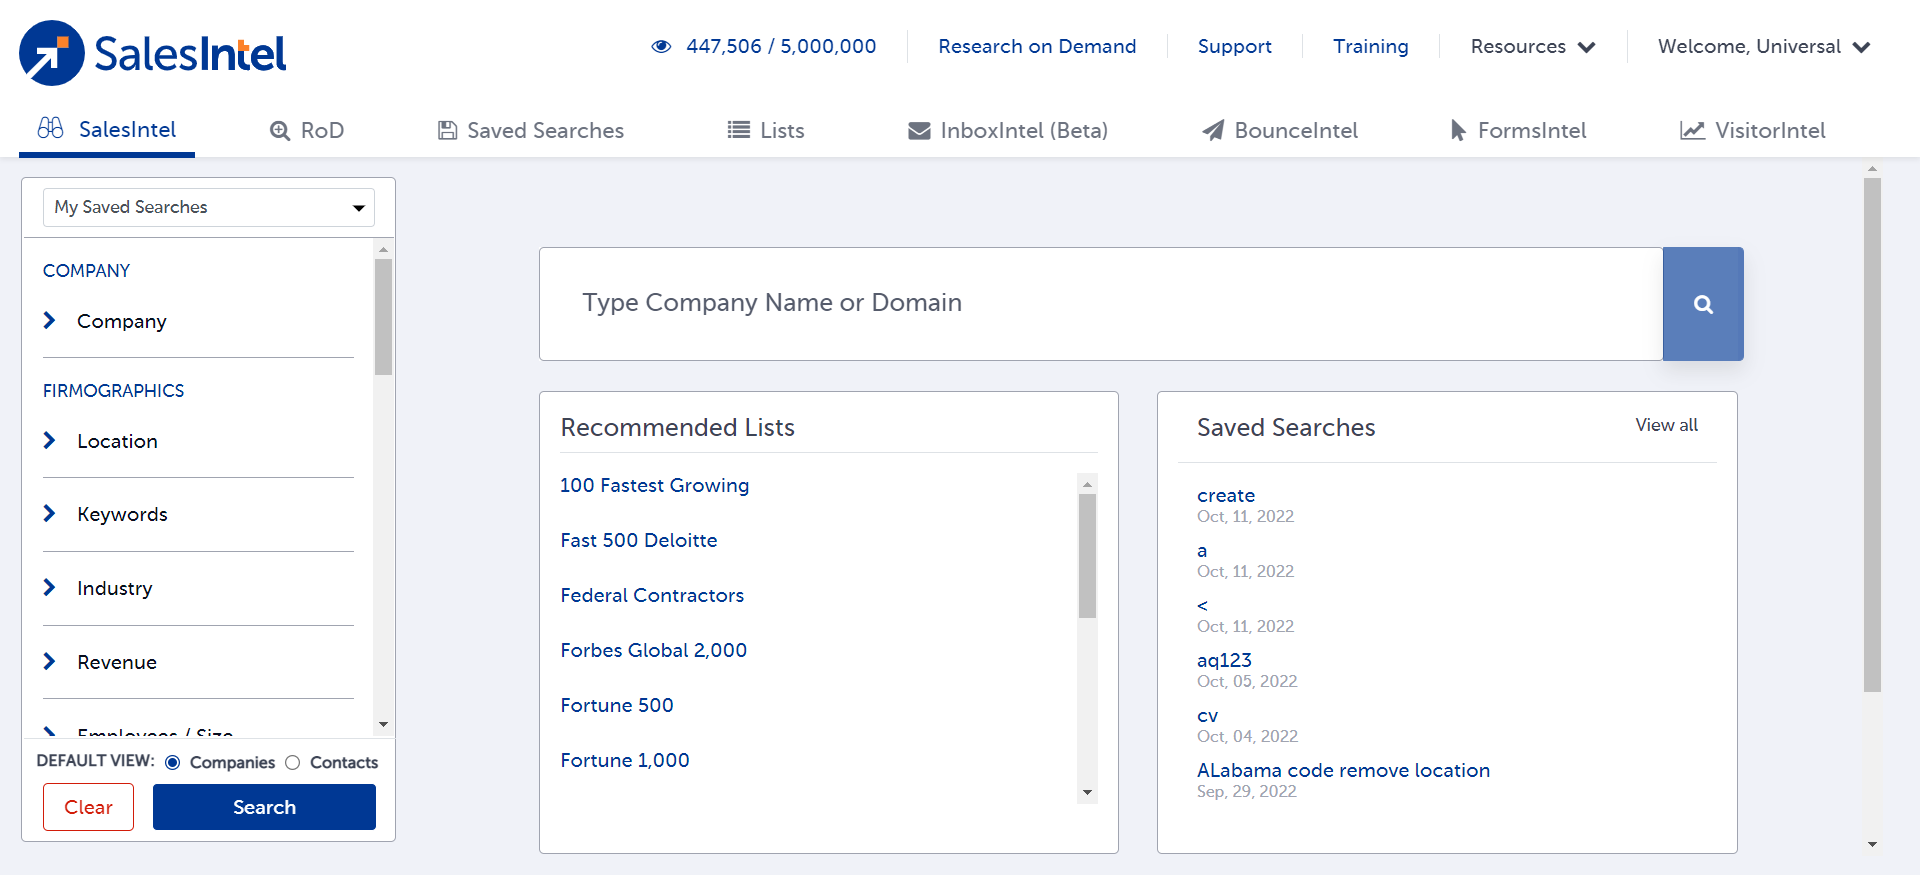 SalesIntel
447,506 / 5,000,000
Research on Demand
Support
Training
Resources
Welcome, Universal
SalesIntel
RoD
Saved Searches
Lists
InboxIntel (Beta)
BounceIntel
FormsIntel
VisitorIntel
My Saved Searches
COMPANY
Company
FIRMOGRAPHICS
Location
Keywords
Industry
Revenue
Employees / Size
DEFAULT VIEW:
Companies
Contacts
Clear
Search
Type Company Name or Domain
Recommended Lists
100 Fastest Growing
Fast 500 Deloitte
Federal Contractors
Forbes Global 2,000
Fortune 500
Fortune 1,000
Saved Searches
View all
create
Oct, 11, 2022
a
Oct, 11, 2022
<
Oct, 11, 2022
aq123
Oct, 05, 2022
cv
Oct, 04, 2022
ALabama code remove location
Sep, 29, 2022